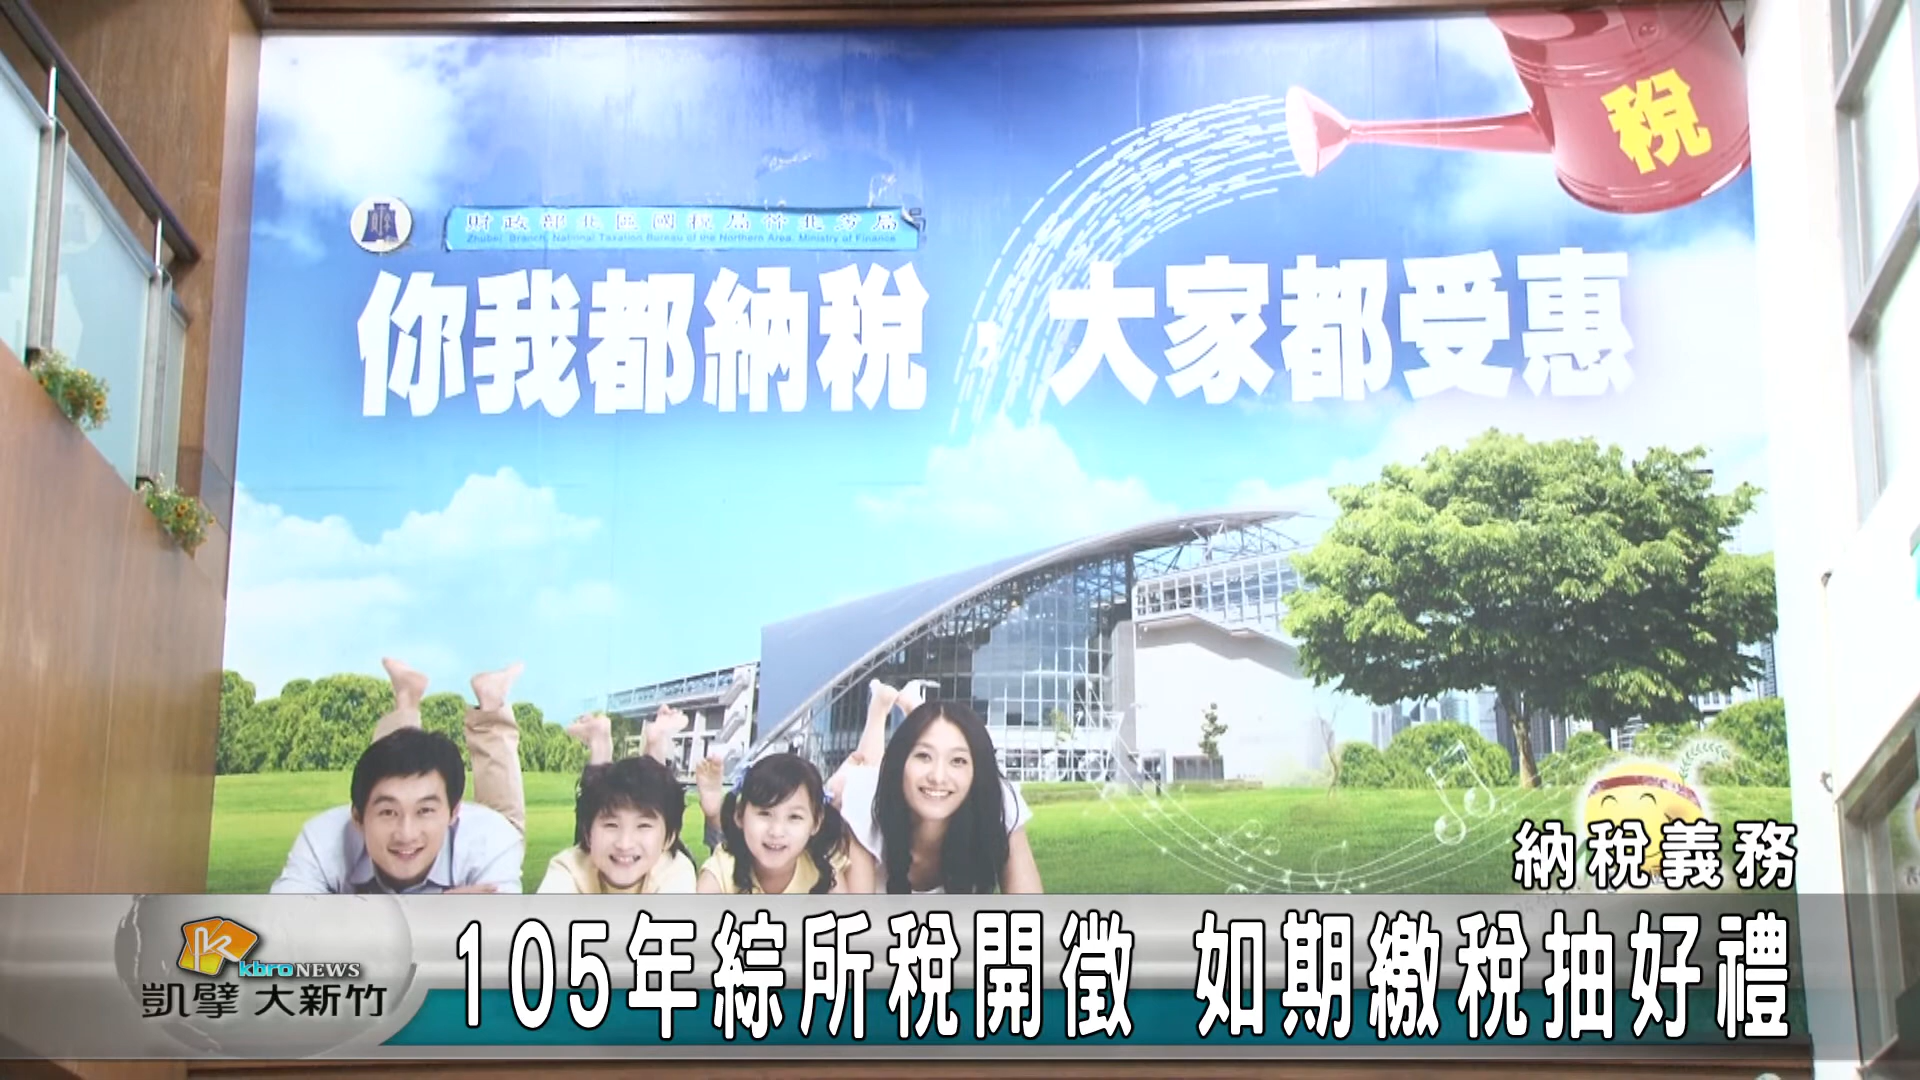 稅
財政部北區國稅局竹北分局
Zhubei Branch, National Taxation Bureau of the Northern Area, Ministry of Finance
你我都納稅，大家都受惠
納稅義務
105年綜所稅開徵 如期繳稅抽好禮
kbro NEWS
凱擘 大新竹